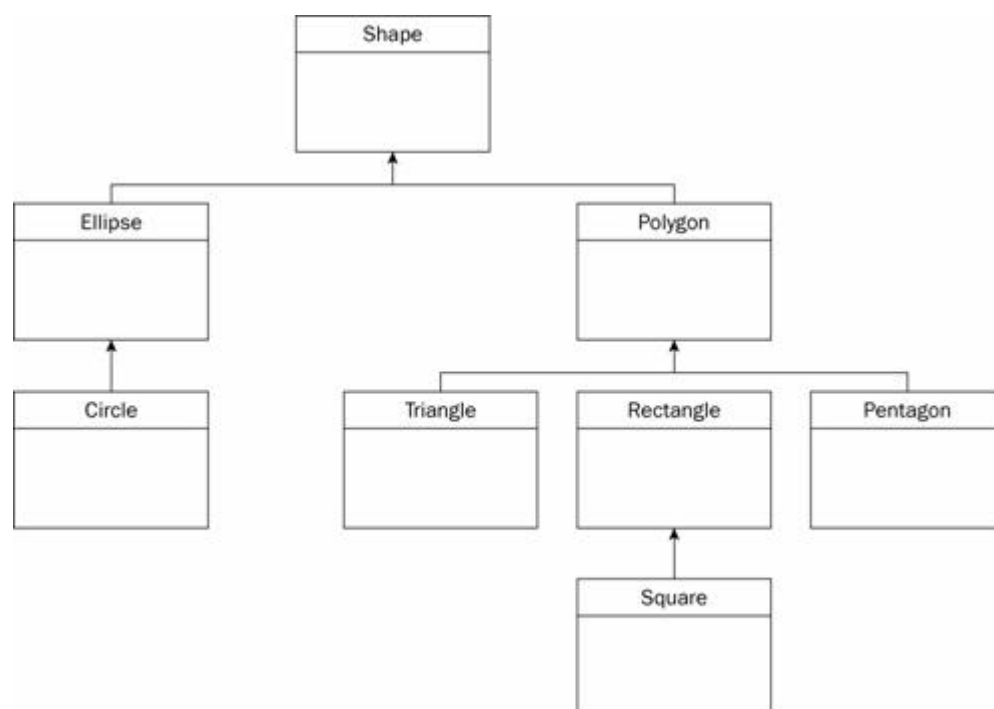 Shape
Ellipse
Polygon
Circle
Triangle
Rectangle
Pentagon
Square